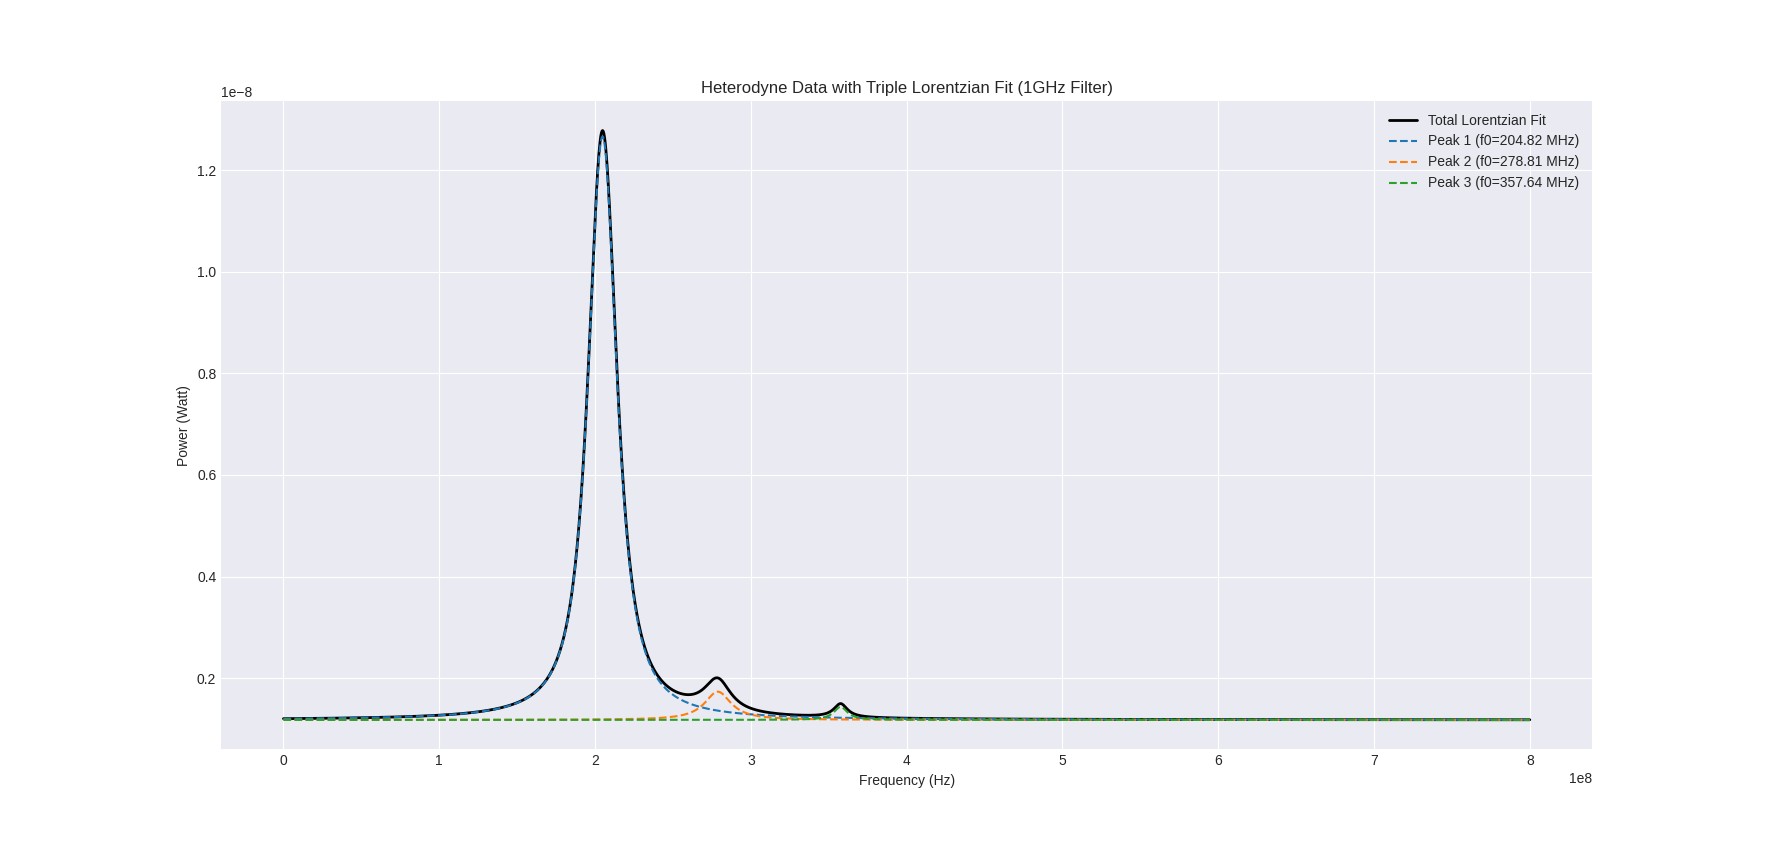 Heterodyne Data with Triple Lorentzian Fit (1GHz Filter)
1e−8
Total Lorentzian Fit
Peak 1 (f0=204.82 MHz)
Peak 2 (f0=278.81 MHz)
Peak 3 (f0=357.64 MHz)
1.2
1.0
0.8
0.6
0.4
0.2
Power (Watt)
0 1 2 3 4 5 6 7 8
Frequency (Hz)
1e8